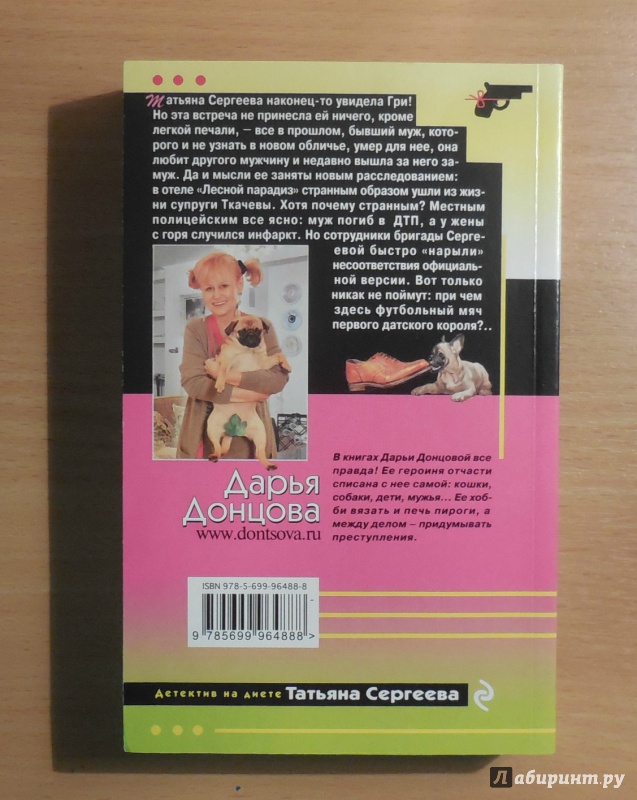 Татьяна Сергеева наконец-то увидела Гри!
Но эта встреча не принесла ей ничего, кроме
легкой печали, – все в прошлом, бывший муж, кото-
рого и не узнать в новом обличье, умер для нее, она
любит другого мужчину и недавно вышла за него за-
муж. Да и мысли ее заняты новым расследованием:
в отеле «Лесной парадиз» странным образом ушли из жиз-
ни супруги Ткачевы. Хотя почему странным? Местным
полицейским все ясно: муж погиб в ДТП, а у жены
с горя случился инфаркт. Но сотрудники бригады Серге-
евой быстро «нарыли»
несоответствия официаль-
ной версии. Вот только
никак не поймут: при чем
здесь футбольный мяч
первого датского короля?..
В книгах Дарьи Донцовой все
правда! Ее героиня отчасти
списана с нее самой: кошки,
собаки, дети, мужья... Ее хоб-
би вязать и печь пироги, а
между делом – придумывать
преступления.
Дарья
Донцова
www.dontsova.ru
ISBN 978-5-699-96488-8
9 785699 964888 >
Детектив на диете Татьяна Сергеева
Лабиринт.ру